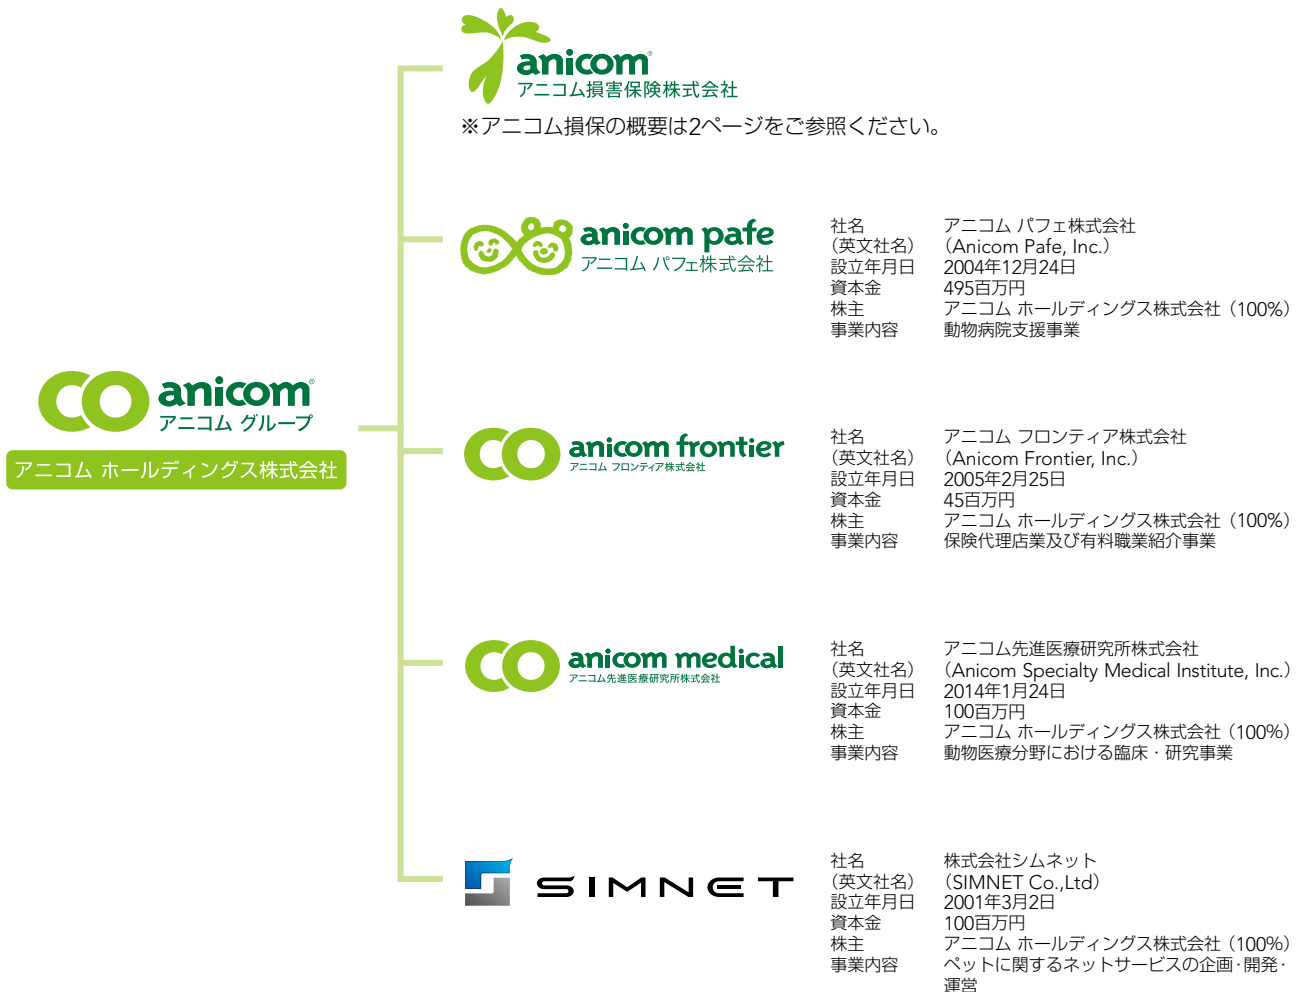 anicom®
アニコム損害保険株式会社
※アニコム損保の概要は2ページをご参照ください。
anicom pafe
アニコム パフェ株式会社
社名 アニコム パフェ株式会社
（英文社名） （Anicom Pafe, Inc.）
設立年月日 2004年12月24日
資本金 495百万円
株主 アニコム ホールディングス株式会社（100%）
事業内容 動物病院支援事業
anicom®
アニコム グループ
アニコム ホールディングス株式会社
anicom frontier
アニコム フロンティア株式会社
社名 アニコム フロンティア株式会社
（英文社名） （Anicom Frontier, Inc.）
設立年月日 2005年2月25日
資本金 45百万円
株主 アニコム ホールディングス株式会社（100%）
事業内容 保険代理店業及び有料職業紹介事業
anicom medical
アニコム先進医療研究所株式会社
社名 アニコム先進医療研究所株式会社
（英文社名） （Anicom Specialty Medical Institute, Inc.）
設立年月日 2014年1月24日
資本金 100百万円
株主 アニコム ホールディングス株式会社（100%）
事業内容 動物医療分野における臨床・研究事業
SIMNET
社名 株式会社シムネット
（英文社名） （SIMNET Co.,Ltd）
設立年月日 2001年3月2日
資本金 100百万円
株主 アニコム ホールディングス株式会社（100%）
事業内容 ペットに関するネットサービスの企画・開発・
運営